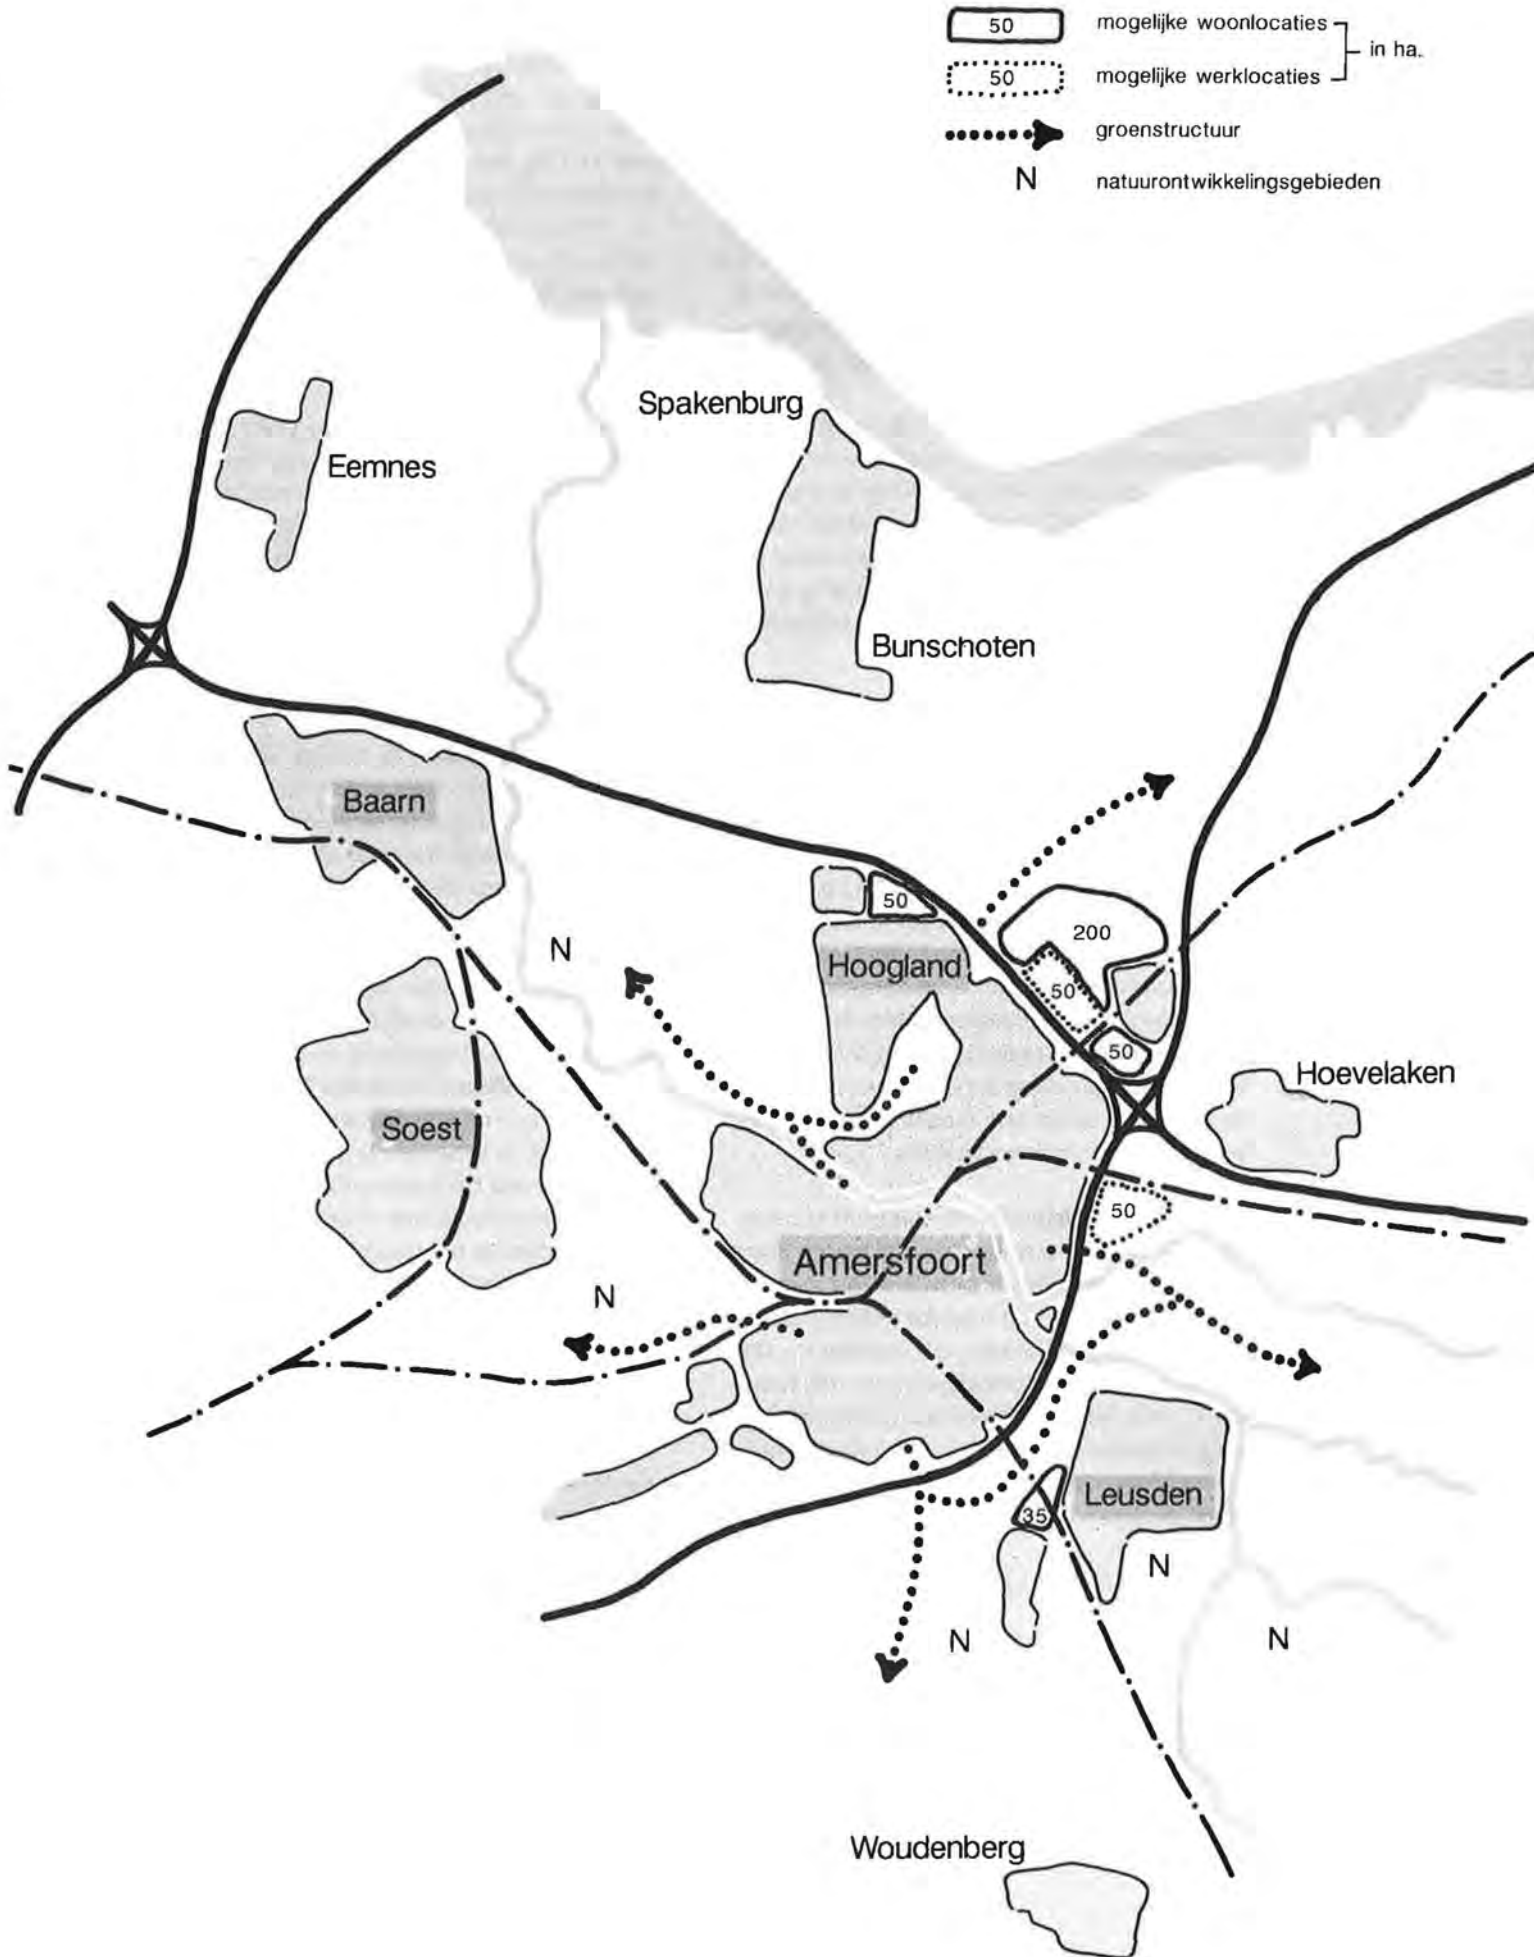 50 mogelijke woonlocaties
in ha.
50 mogelijke werklocaties
groenstructuur
N natuurontwikkelingsgebieden
Spakenburg
Eemnes
Bunschoten
Baarn
50
200
N
Hoogland
50
50
Hoevelaken
Soest
50
Amersfoort
N
Leusden
35
N
N
N
Woudenberg